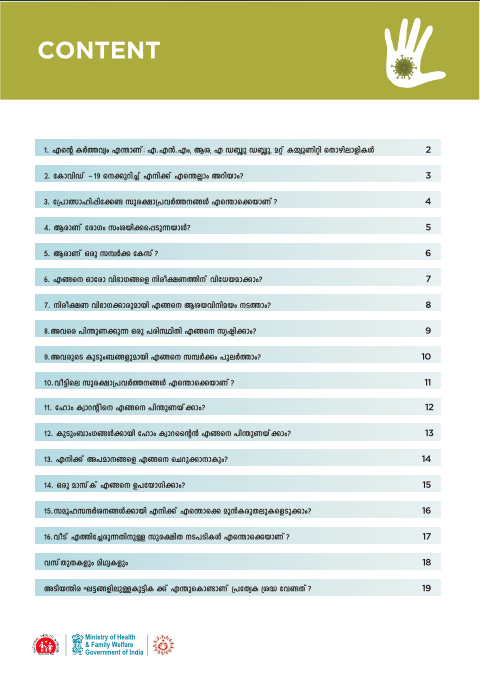 CONTENT
1. എന്റെ കർത്തവ്യം എന്താണ്: എ.എൻ.എം, ആശ, എ ഡബ്ല്യു ഡബ്ല്യു, മറ്റ് കമ്മ്യൂണിറ്റി തൊഴിലാളികൾ 2
2. കോവിഡ് –19 നെക്കുറിച്ച് എനിക്ക് എന്തെല്ലാം അറിയാം? 3
3. പ്രോത്സാഹിപ്പിക്കേണ്ട സുരക്ഷാപ്രവർത്തനങ്ങൾ എന്തൊക്കെയാണ് ? 4
4. ആരാണ് രോഗം സംശയിക്കപ്പെടുന്നയാൾ? 5
5. ആരാണ് ഒരു സമ്പർക്ക കേസ് ? 6
6. എങ്ങനെ ഓരോ വിഭാഗങ്ങളെ നിരീക്ഷണത്തിന് വിധേയമാക്കാം? 7
7. നിരീക്ഷണ വിഭാഗക്കാരുമായി എങ്ങനെ ആശയവിനിമയം നടത്താം? 8
8.അവരെ പിന്തുണക്കുന്ന ഒരു പരിസ്ഥിതി എങ്ങനെ സൃഷ്ടിക്കാം? 9
9.അവരുടെ കുടുംബങ്ങളുമായി എങ്ങനെ സമ്പർക്കം പുലർത്താം? 10
10.വീട്ടിലെ സുരക്ഷാപ്രവർത്തനങ്ങൾ എന്തൊക്കെയാണ് ? 11
11. ഹോം ക്വാറന്റിനെ എങ്ങനെ പിന്തുണയ്ക്കാം? 12
12. കുടുംബാംഗങ്ങൾക്കായി ഹോം ക്വാറന്റൈൻ എങ്ങനെ പിന്തുണയ്ക്കാം? 13
13. എനിക്ക് അപമാനങ്ങളെ എങ്ങനെ ചെറുക്കാനാകും? 14
14. ഒരു മാസ്ക് എങ്ങനെ ഉപയോഗിക്കാം? 15
15.സമൂഹസന്ദർശനങ്ങൾക്കായി എനിക്ക് എന്തൊക്കെ മുൻകരുതലുകളെടുക്കാം? 16
16.വീട് എത്തിച്ചേരുന്നതിനുള്ള സുരക്ഷിത നടപടികൾ എന്തൊക്കെയാണ് ? 17
വസ്തുതകളും മിഥ്യകളും 18
അടിയന്തിര ഘട്ടങ്ങളിലുള്ളകുട്ടിക ക്ക് എന്തുകൊണ്ടാണ് പ്രത്യേക ശ്രദ്ധ വേണ്ടത് ? 19
Ministry of Health
& Family Welfare
Government of India